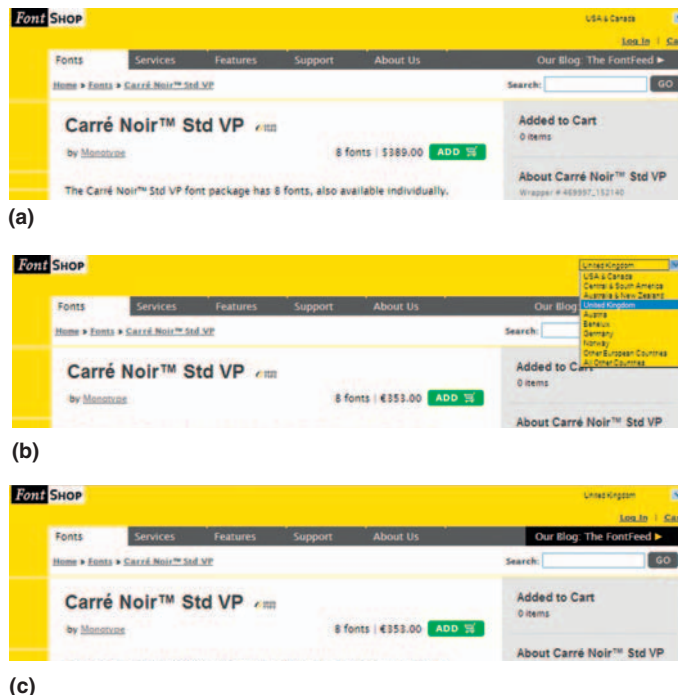 Font SHOP
USA & Canada
Log In | Ca
Fonts Services Features Support About Us Our Blog: The FontFeed ►
Home ▸ Fonts ▸ Carré Noir™ Std VP Search: GO
Carré Noir™ Std VP
by Monotype
8 fonts | $389.00 ADD
Added to Cart
0 items
About Carré Noir™ Std VP
Wrapper # 469997_152140
The Carré Noir™ Std VP font package has 8 fonts, also available individually.
(a)
Font SHOP
United Kingdom
USA & Canada
Central & South America
Australia & New Zealand
United Kingdom
Austria
Benelux
Germany
Norway
Other European Countries
All Other Countries
Fonts Services Features Support About Us Our Blog
Home ▸ Fonts ▸ Carré Noir™ Std VP Search:
Carré Noir™ Std VP
by Monotype
8 fonts | €353.00 ADD
Added to Cart
0 items
About Carré Noir™ Std VP
(b)
Font SHOP
United Kingdom
Log In | Ca
Fonts Services Features Support About Us Our Blog: The FontFeed ►
Home ▸ Fonts ▸ Carré Noir™ Std VP Search: GO
Carré Noir™ Std VP
by Monotype
8 fonts | €353.00 ADD
Added to Cart
0 items
About Carré Noir™ Std VP
(c)